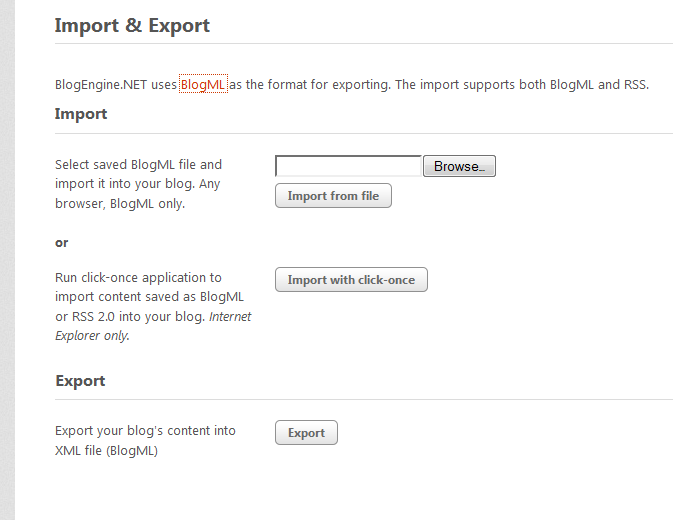 Import & Export
BlogEngine.NET uses BlogML as the format for exporting. The import supports both BlogML and RSS.
Import
Select saved BlogML file and
import it into your blog. Any
browser, BlogML only.
Browse...
Import from file
or
Run click-once application to
import content saved as BlogML
or RSS 2.0 into your blog. Internet
Explorer only.
Import with click-once
Export
Export your blog's content into
XML file (BlogML)
Export